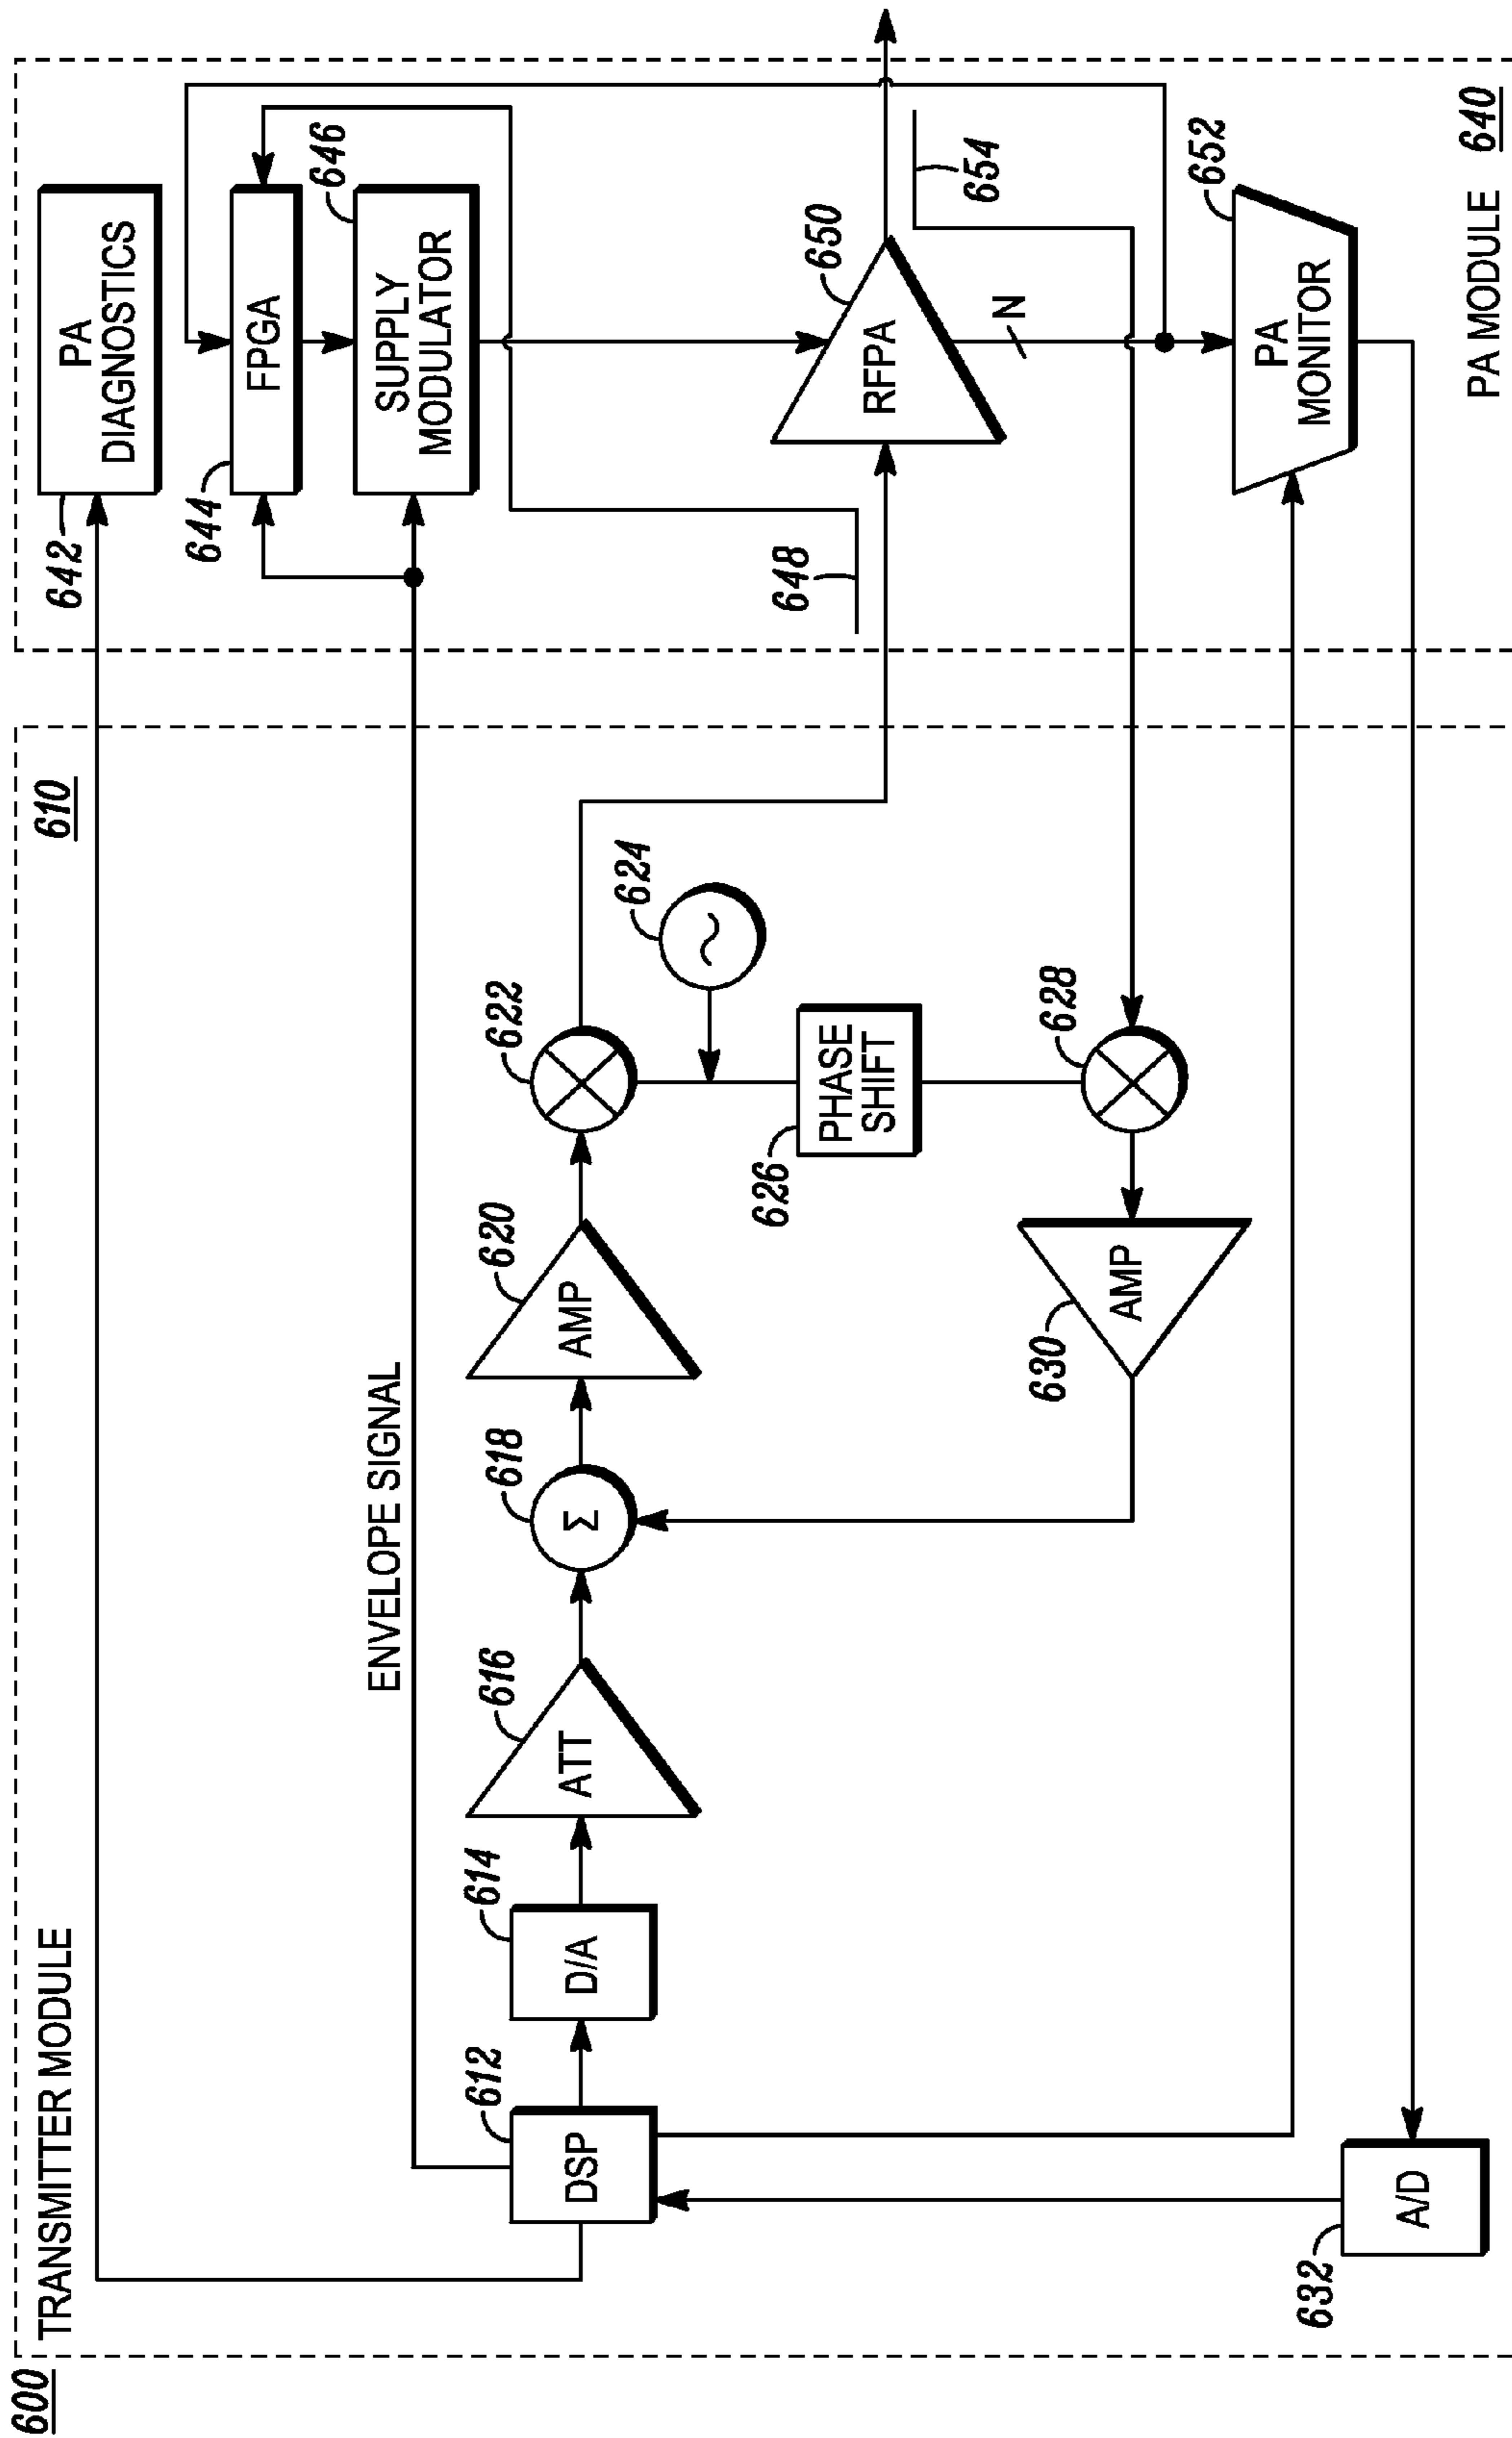 600
TRANSMITTER MODULE
610
ENVELOPE SIGNAL
612
DSP
614
D/A
616
ATT
618
Σ
620
AMP
622
624
626
PHASE
SHIFT
628
630
AMP
632
A/D
642
PA
DIAGNOSTICS
644
FPGA
646
SUPPLY
MODULATOR
648
650
RFPA
N
654
652
PA
MONITOR
PA MODULE 640